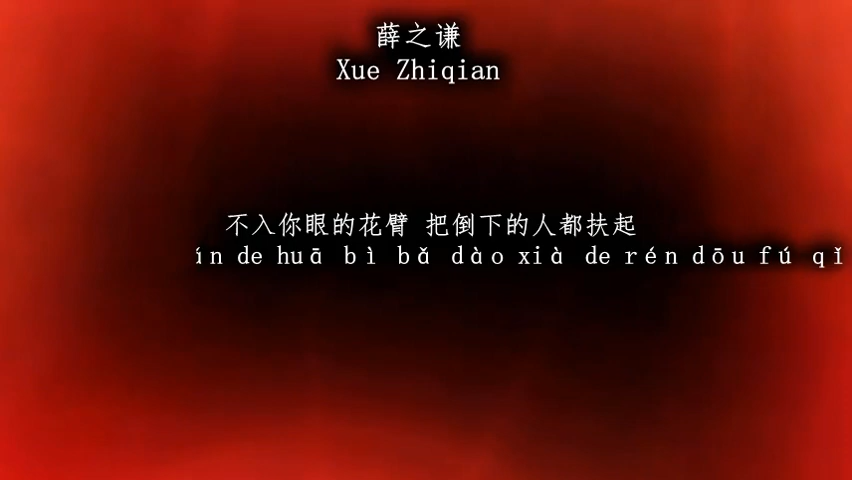 薛之谦
Xue Zhiqian
不入你眼的花臂 把倒下的人都扶起
ín de huā bì bǎ dào xià de rén dōu fú qǐ